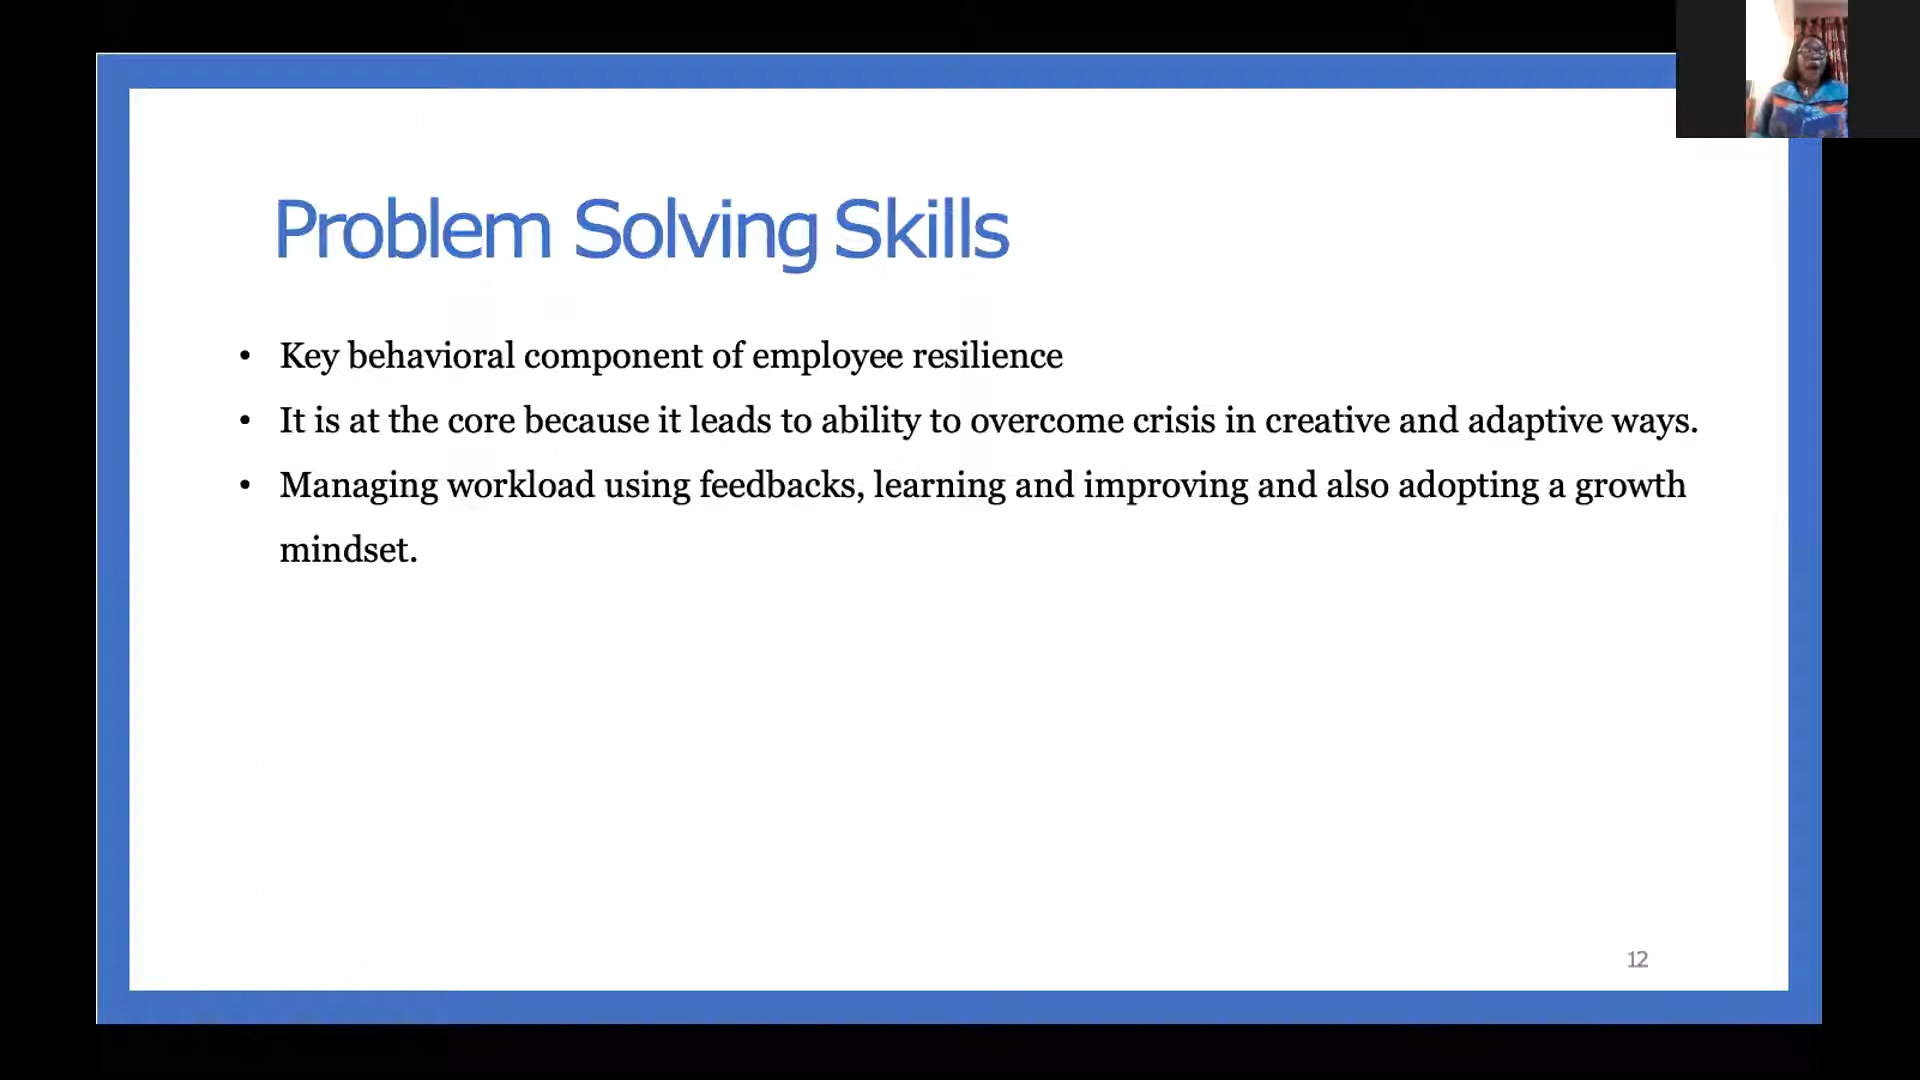 Problem Solving Skills
• Key behavioral component of employee resilience
• It is at the core because it leads to ability to overcome crisis in creative and adaptive ways.
• Managing workload using feedbacks, learning and improving and also adopting a growth
mindset.
12